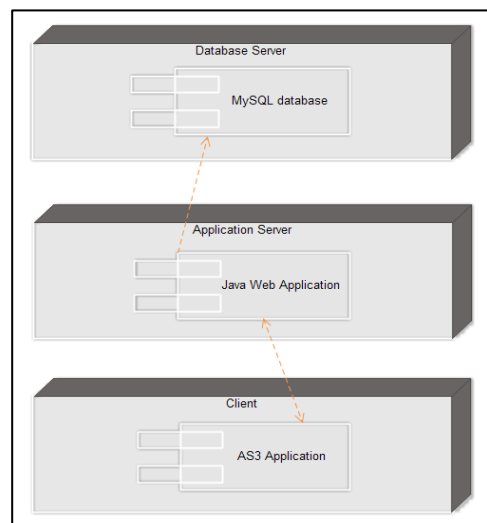 Database Server
MySQL database
Application Server
Java Web Application
Client
AS3 Application